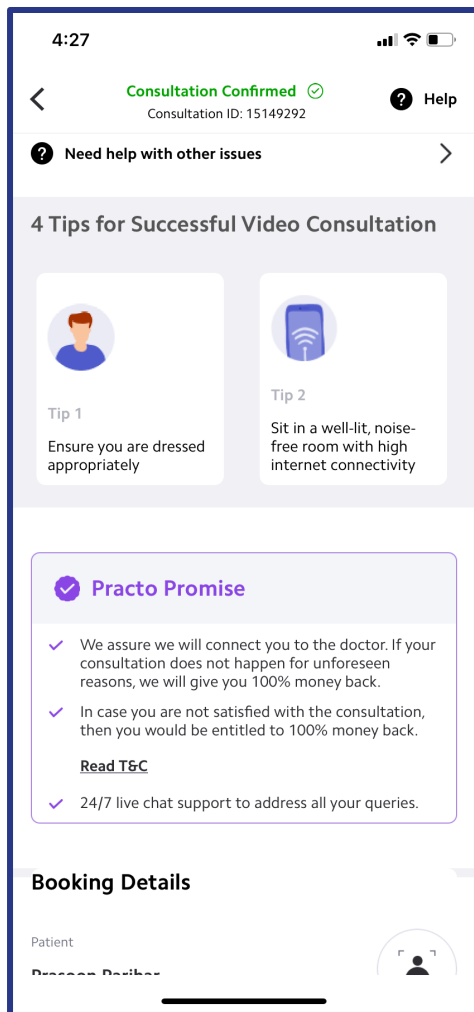 4:27
Consultation Confirmed
Consultation ID: 15149292
? Help
? Need help with other issues
4 Tips for Successful Video Consultation
Tip 1
Ensure you are dressed
appropriately
Tip 2
Sit in a well-lit, noise-
free room with high
internet connectivity
Practo Promise
We assure we will connect you to the doctor. If your
consultation does not happen for unforeseen
reasons, we will give you 100% money back.
In case you are not satisfied with the consultation,
then you would be entitled to 100% money back.
Read T&C
24/7 live chat support to address all your queries.
Booking Details
Patient
Prasoon Parihar